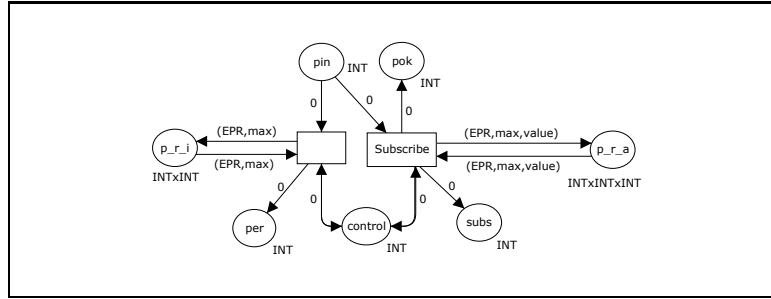 pin INT
pok INT
0 0 0
(EPR,max) (EPR,max,value)
p_r_i Subscribe p_r_a
(EPR,max) (EPR,max,value)
INTxINT INTxINTxINT
0 0 0 0
per control subs
INT INT INT